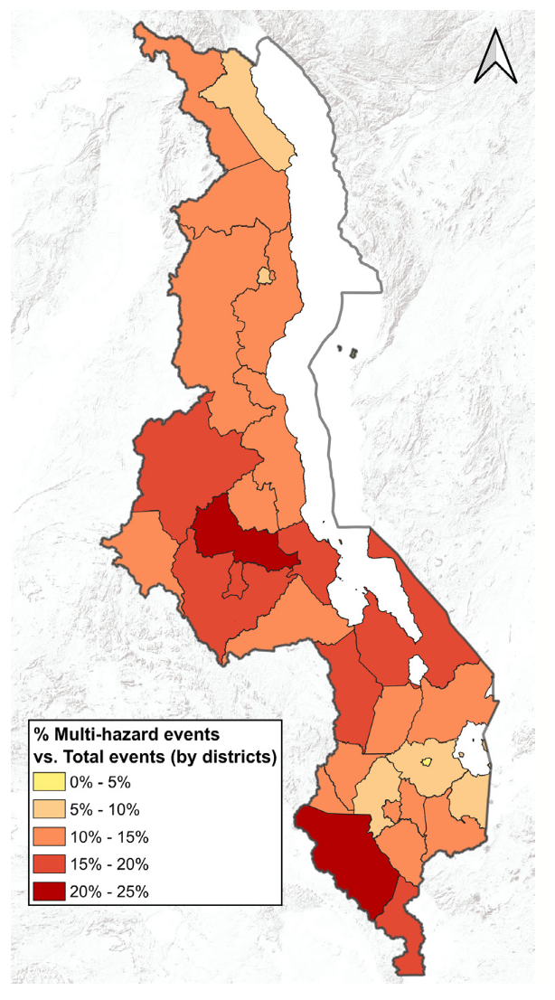 % Multi-hazard events
vs. Total events (by districts)
0% - 5%
5% - 10%
10% - 15%
15% - 20%
20% - 25%